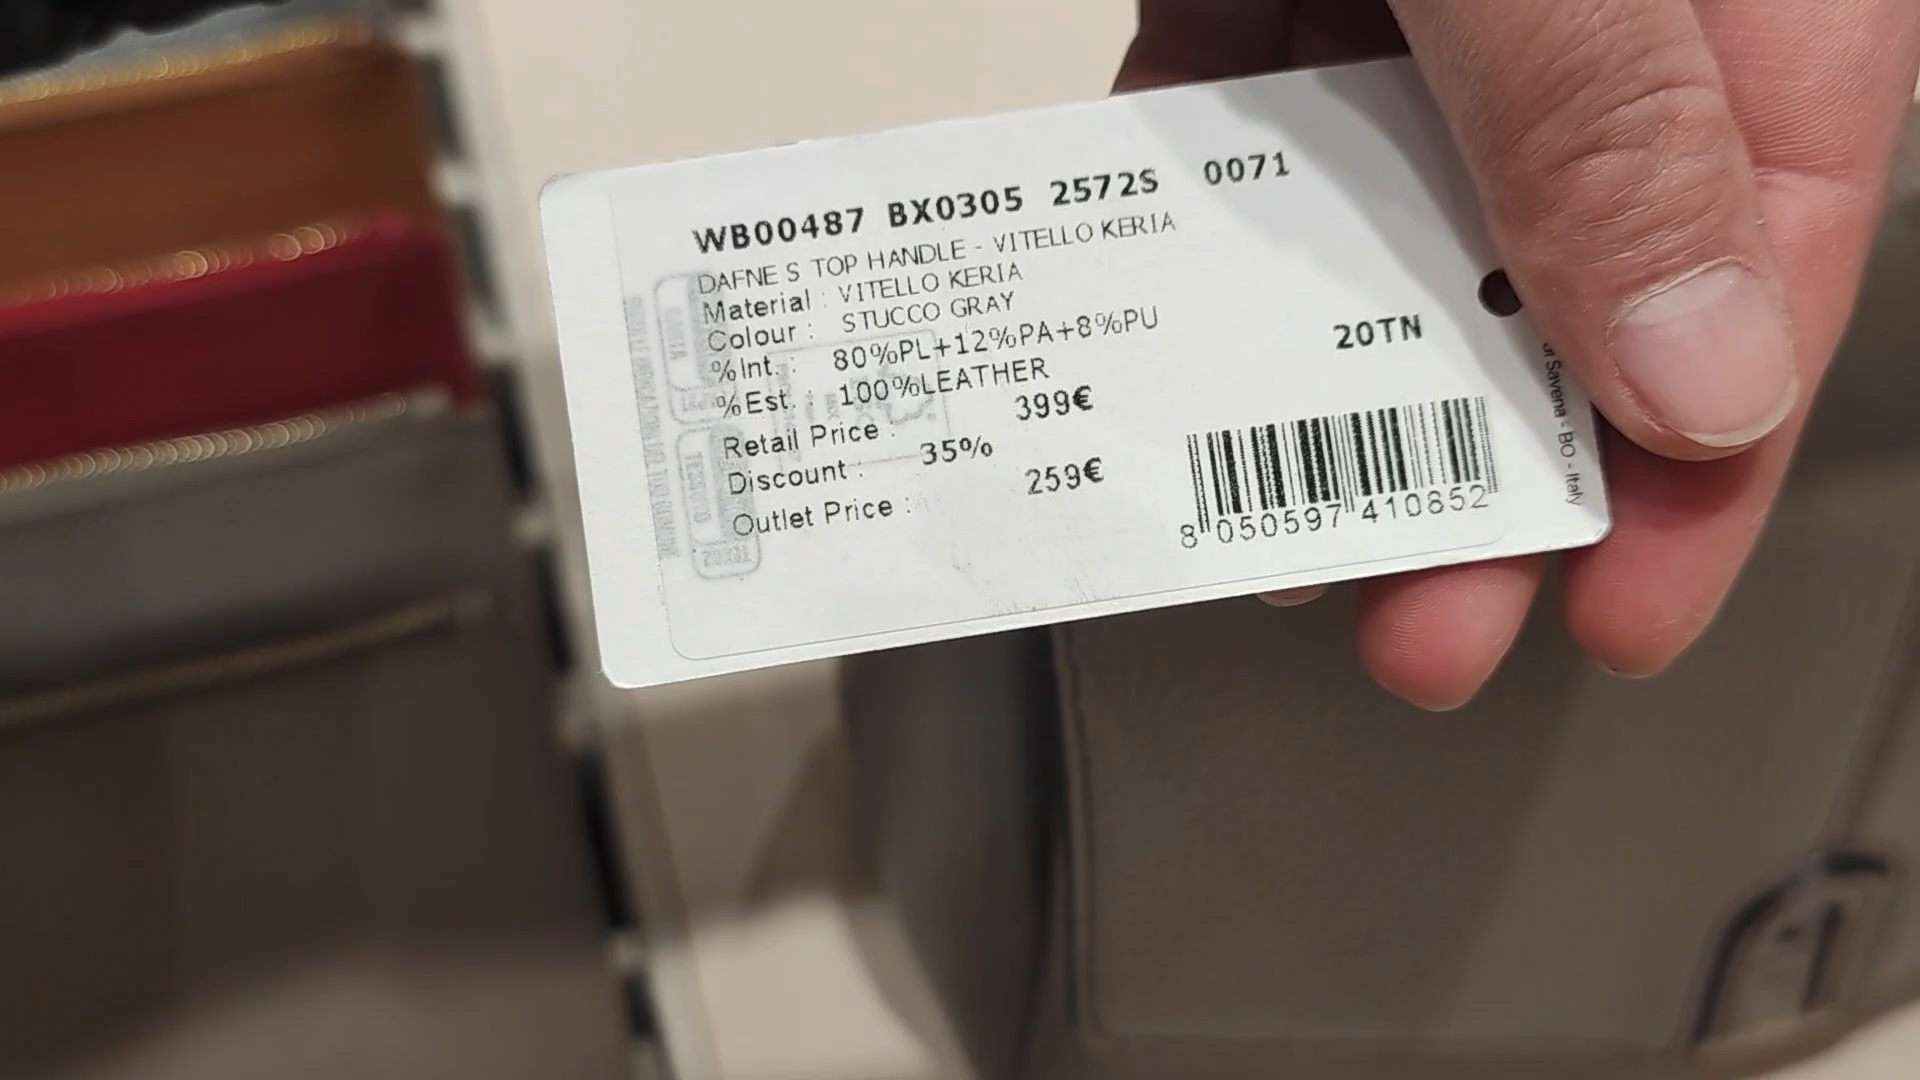 WB00487 BX0305 2572S 0071
DAFNE S TOP HANDLE - VITELLO KERIA
Material : VITELLO KERIA
Colour : STUCCO GRAY
%Int. : 80%PL+12%PA+8%PU
20TN
%Est. : 100%LEATHER
Retail Price : 399€
Discount : 35%
Outlet Price : 259€
8 050597 410852
Savena - BO - Italy